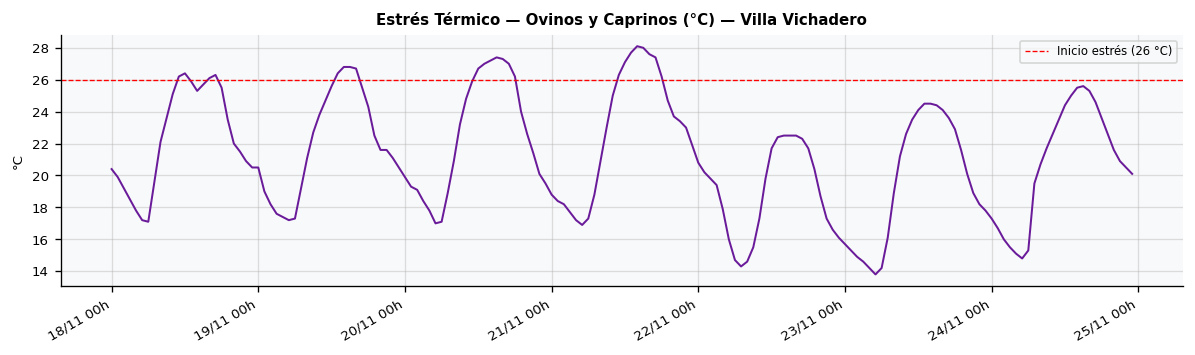 Estrés Térmico — Ovinos y Caprinos (°C) — Villa Vichadero
Inicio estrés (26 °C)
°C
28
26
24
22
20
18
16
14
18/11 00h
19/11 00h
20/11 00h
21/11 00h
22/11 00h
23/11 00h
24/11 00h
25/11 00h